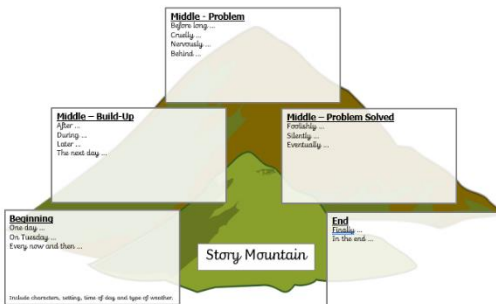 Middle - Problem
Before long ...
Cruelly ...
Nervously ...
Behind ...
Middle – Build-Up
After ...
During ...
Later ...
The next day ...
Middle – Problem Solved
Foolishly ...
Silently ...
Eventually ...
Beginning
One day ...
On Tuesday ...
Every now and then ...
Include characters, setting, time of day and type of weather.
Story Mountain
End
Finally ...
In the end ...